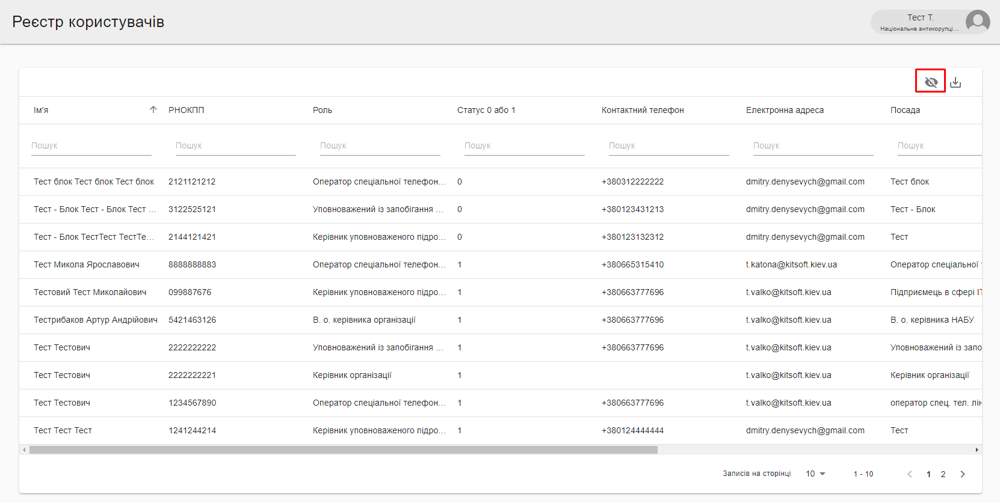 Реєстр користувачів
Тест Т.
Національне антикорупці...
Ім'я РНОКПП Роль Статус 0 або 1 Контактний телефон Електронна адреса Посада
Пошук Пошук Пошук Пошук Пошук Пошук Пошук
Тест блок Тест блок Тест блок 2121121212 Оператор спеціальної телефон... 0 +380312222222 dmitry.denysevych@gmail.com Тест блок
Тест - Блок Тест - Блок Тест ... 3122525121 Уповноважений із запобігання ... 0 +380123431213 dmitry.denysevych@gmail.com Тест - Блок
Тест - Блок ТестТест ТестТе... 2144121421 Керівник уповноваженого підро... 0 +380123132312 dmitry.denysevych@gmail.com Тест
Тест Микола Ярославович 8888888883 Оператор спеціальної телефон... 1 +380665315410 t.katona@kitsoft.kiev.ua Оператор спеціальної
Тестовий Тест Миколайович 099887676 Керівник уповноваженого підро... 1 +380663777696 t.valko@kitsoft.kiev.ua Підприємець в сфері ІТ
Тестрибаков Артур Андрійович 5421463126 В. о. керівника організації 1 +380663777696 t.valko@kitsoft.kiev.ua В. о. керівника НАБУ
Тест Тестович 2222222222 Уповноважений із запобігання ... 1 +380663777696 t.valko@kitsoft.kiev.ua Уповноважений із запо
Тест Тестович 2222222221 Керівник організації 1 t.valko@kitsoft.kiev.ua Керівник організації
Тест Тестович 1234567890 Оператор спеціальної телефон... 1 +380663777696 t.valko@kitsoft.kiev.ua оператор спец. тел. лін
Тест Тест Тест 1241244214 Керівник уповноваженого підро... 1 +380124444444 dmitry.denysevych@gmail.com Тест
Записів на сторінці 10 1 - 10 1 2